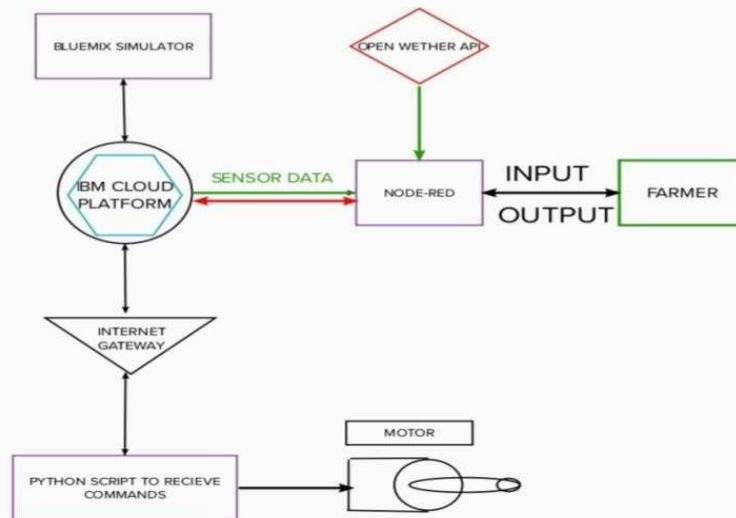 BLUEMIX SIMULATOR
OPEN WETHER API
IBM CLOUD
PLATFORM
SENSOR DATA
NODE-RED
INPUT
OUTPUT
FARMER
INTERNET
GATEWAY
MOTOR
PYTHON SCRIPT TO RECIEVE
COMMANDS